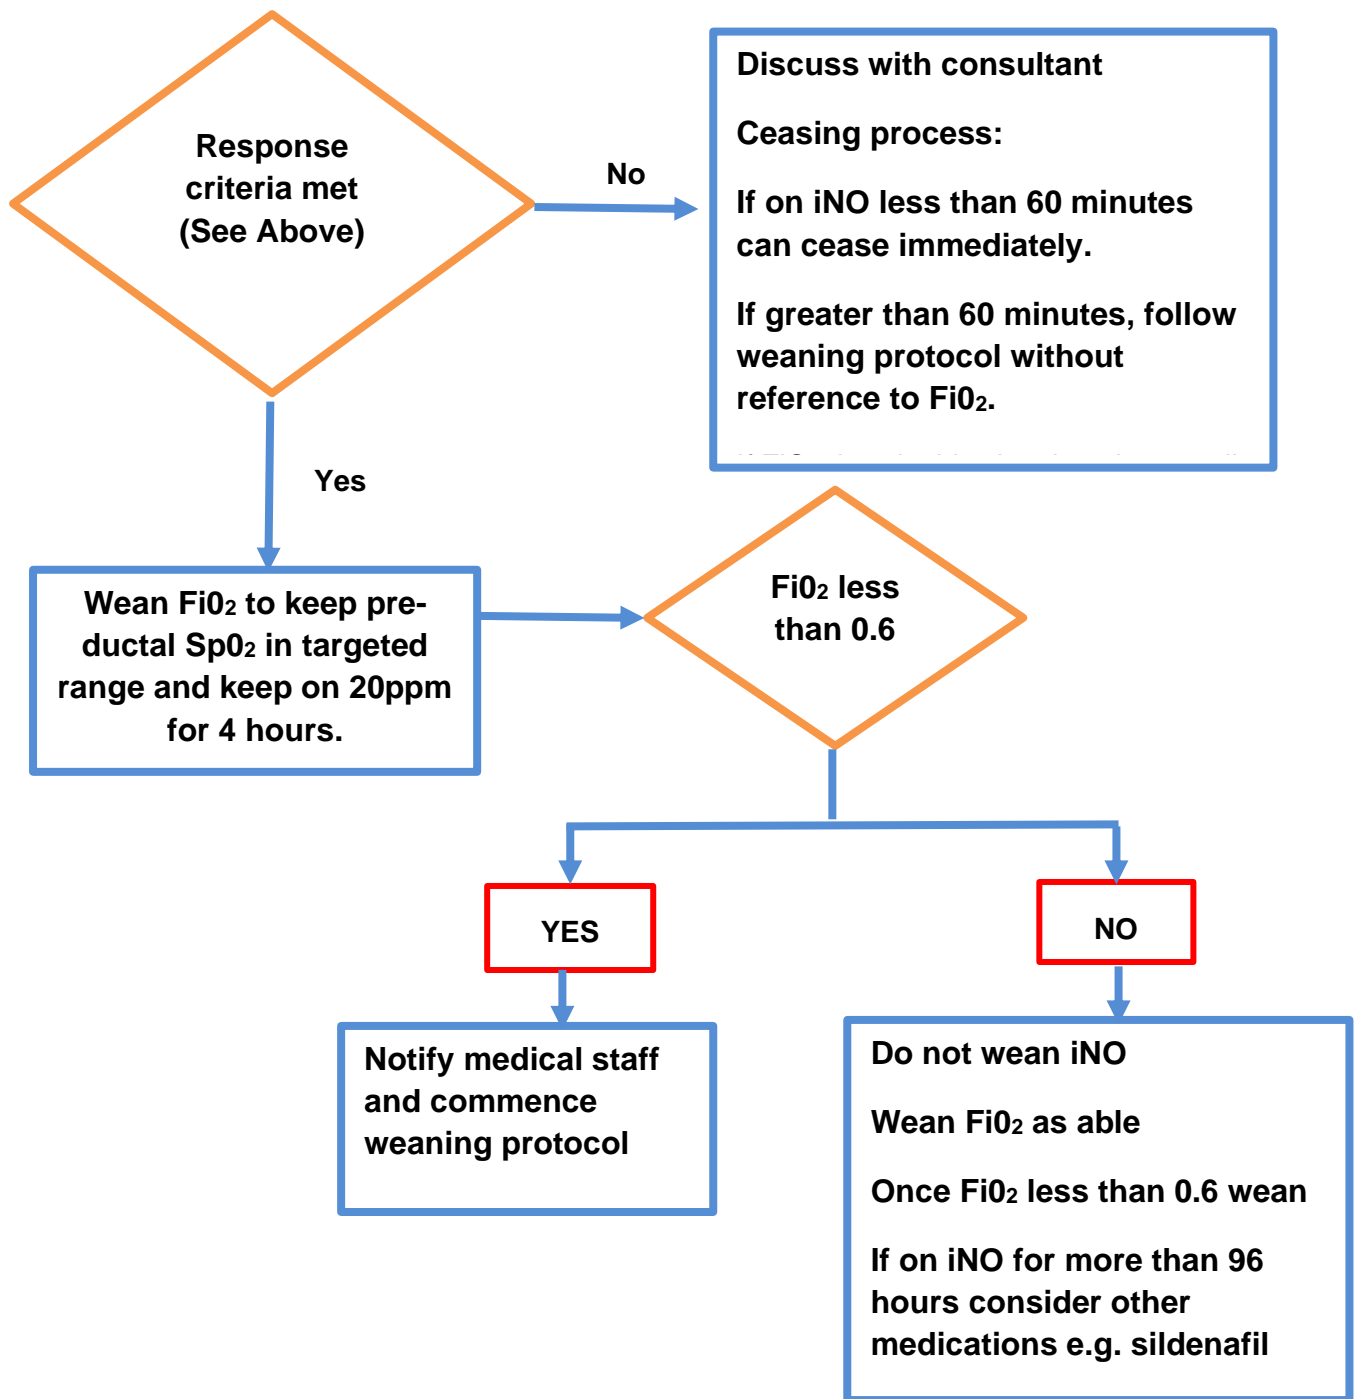 Response
criteria met
(See Above)
No
Discuss with consultant
Ceasing process:
If on iNO less than 60 minutes
can cease immediately.
If greater than 60 minutes, follow
weaning protocol without
reference to Fi0₂.
Yes
Wean Fi0₂ to keep pre-
ductal Sp0₂ in targeted
range and keep on 20ppm
for 4 hours.
Fi0₂ less
than 0.6
YES
NO
Notify medical staff
and commence
weaning protocol
Do not wean iNO
Wean Fi0₂ as able
Once Fi0₂ less than 0.6 wean
If on iNO for more than 96
hours consider other
medications e.g. sildenafil